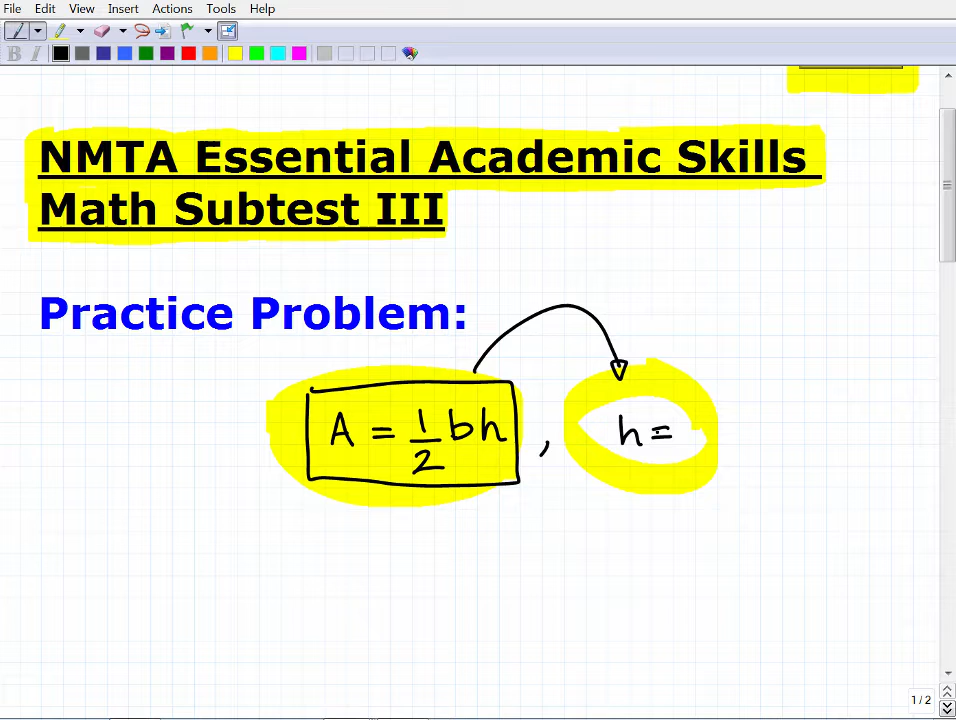 File Edit View Insert Actions Tools Help
B I
NMTA Essential Academic Skills
Math Subtest III
Practice Problem:
A = 1/2 bh , h =
1 / 2